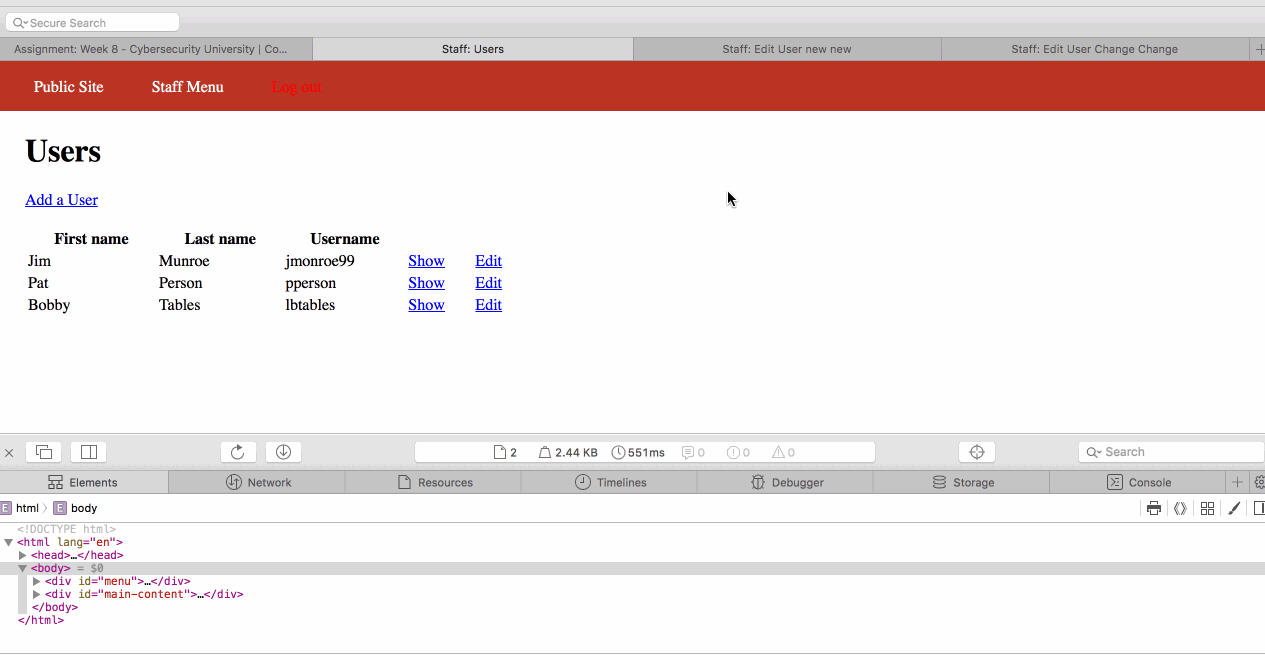 Secure Search
Assignment: Week 8 - Cybersecurity University | Co... Staff: Users Staff: Edit User new new Staff: Edit User Change Change
Public Site Staff Menu Log out
Users
Add a User
First name Last name Username
Jim Munroe jmonroe99 Show Edit
Pat Person pperson Show Edit
Bobby Tables lbtables Show Edit
2 2.44 KB 551ms 0 0 0 Search
Elements Network Resources Timelines Debugger Storage Console
E html E body
<!DOCTYPE html>
<html lang="en">
<head>…</head>
<body> = $0
<div id="menu">…</div>
<div id="main-content">…</div>
</body>
</html>